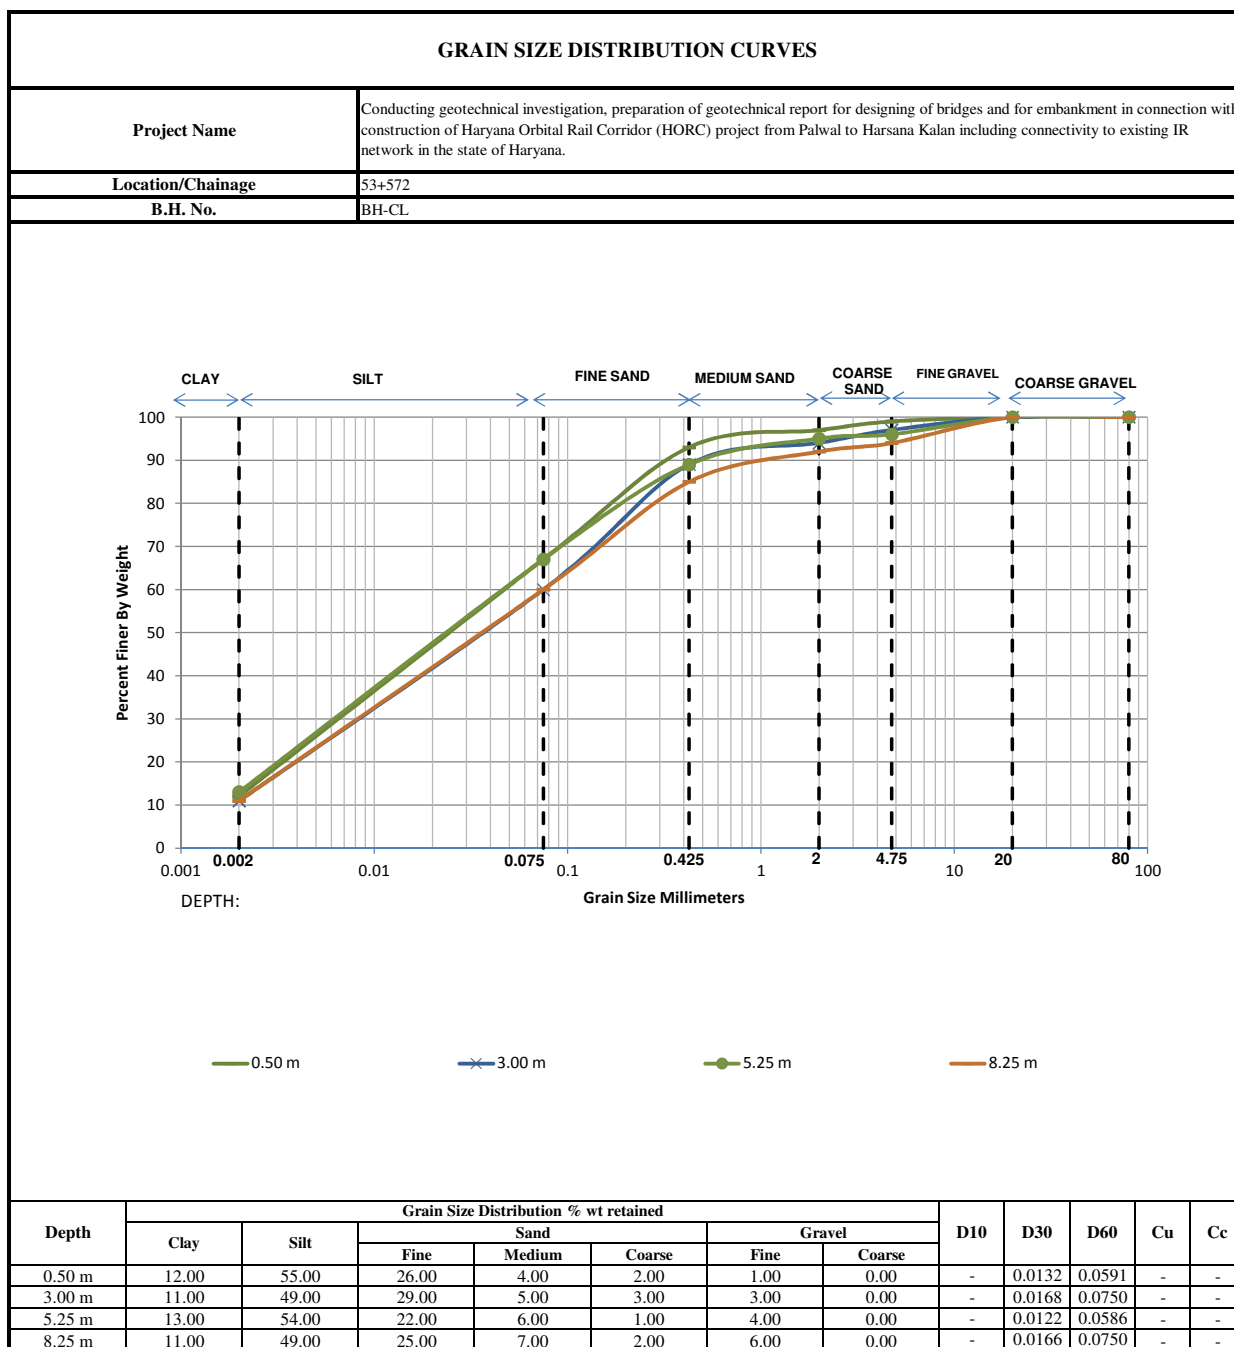 GRAIN SIZE DISTRIBUTION CURVES
Project Name
Conducting geotechnical investigation, preparation of geotechnical report for designing of bridges and for embankment in connection with
construction of Haryana Orbital Rail Corridor (HORC) project from Palwal to Harsana Kalan including connectivity to existing IR
network in the state of Haryana.
Location/Chainage 53+572
B.H. No. BH-CL
CLAY SILT FINE SAND MEDIUM SAND COARSE SAND FINE GRAVEL COARSE GRAVEL
100
90
80
70
60
50
40
30
20
10
0
Percent Finer By Weight
0.002 0.075 0.425 2 4.75 20 80
0.001 0.01 0.1 1 10 100
DEPTH: Grain Size Millimeters
0.50 m 3.00 m 5.25 m 8.25 m
Grain Size Distribution % wt retained
Depth Clay Silt Sand Gravel D10 D30 D60 Cu Cc
Fine Medium Coarse Fine Coarse
0.50 m 12.00 55.00 26.00 4.00 2.00 1.00 0.00 - 0.0132 0.0591 - -
3.00 m 11.00 49.00 29.00 5.00 3.00 3.00 0.00 - 0.0168 0.0750 - -
5.25 m 13.00 54.00 22.00 6.00 1.00 4.00 0.00 - 0.0122 0.0586 - -
8.25 m 11.00 49.00 25.00 7.00 2.00 6.00 0.00 - 0.0166 0.0750 - -